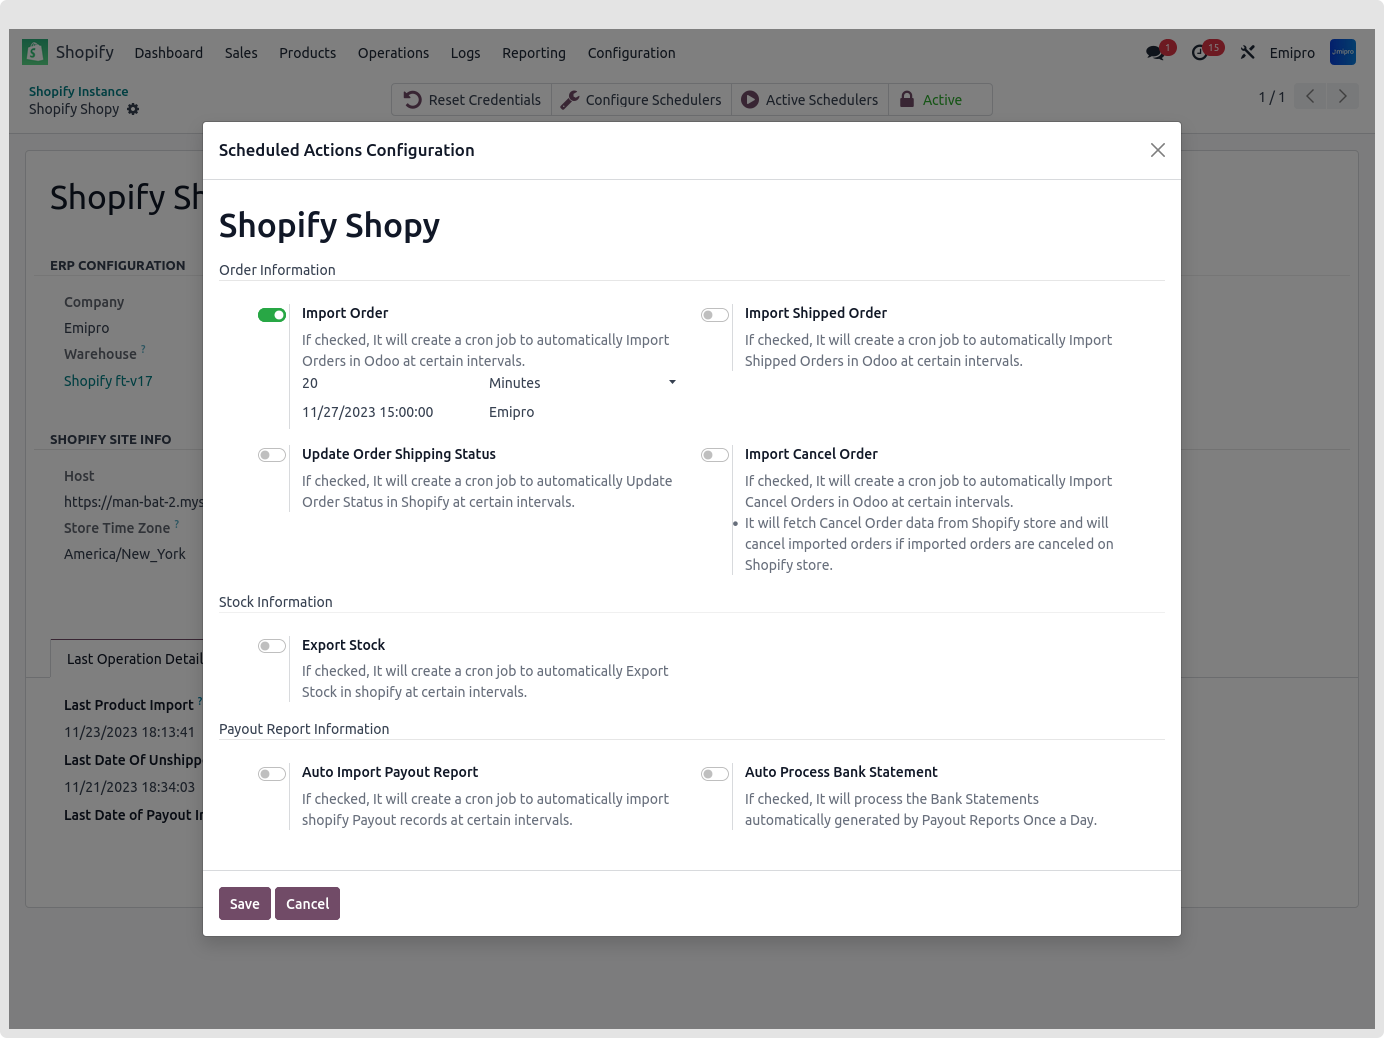 Shopify Dashboard Sales Products Operations Logs Reporting Configuration 1 15 Emipro
Shopify Instance
Shopify Shopy
Reset Credentials Configure Schedulers Active Schedulers Active 1 / 1
Scheduled Actions Configuration
Shopify Sh
Shopify Shopy
ERP CONFIGURATION
Company
Emipro
Warehouse ?
Shopify ft-v17
SHOPIFY SITE INFO
Host
https://man-bat-2.mys
Store Time Zone ?
America/New_York
Last Operation Detail
Last Product Import ?
11/23/2023 18:13:41
Last Date Of Unshipp
11/21/2023 18:34:03
Last Date of Payout I
Order Information
Import Order
If checked, It will create a cron job to automatically Import
Orders in Odoo at certain intervals.
20 Minutes
11/27/2023 15:00:00 Emipro
Import Shipped Order
If checked, It will create a cron job to automatically Import
Shipped Orders in Odoo at certain intervals.
Update Order Shipping Status
If checked, It will create a cron job to automatically Update
Order Status in Shopify at certain intervals.
Import Cancel Order
If checked, It will create a cron job to automatically Import
Cancel Orders in Odoo at certain intervals.
• It will fetch Cancel Order data from Shopify store and will
cancel imported orders if imported orders are canceled on
Shopify store.
Stock Information
Export Stock
If checked, It will create a cron job to automatically Export
Stock in shopify at certain intervals.
Payout Report Information
Auto Import Payout Report
If checked, It will create a cron job to automatically import
shopify Payout records at certain intervals.
Auto Process Bank Statement
If checked, It will process the Bank Statements
automatically generated by Payout Reports Once a Day.
Save Cancel